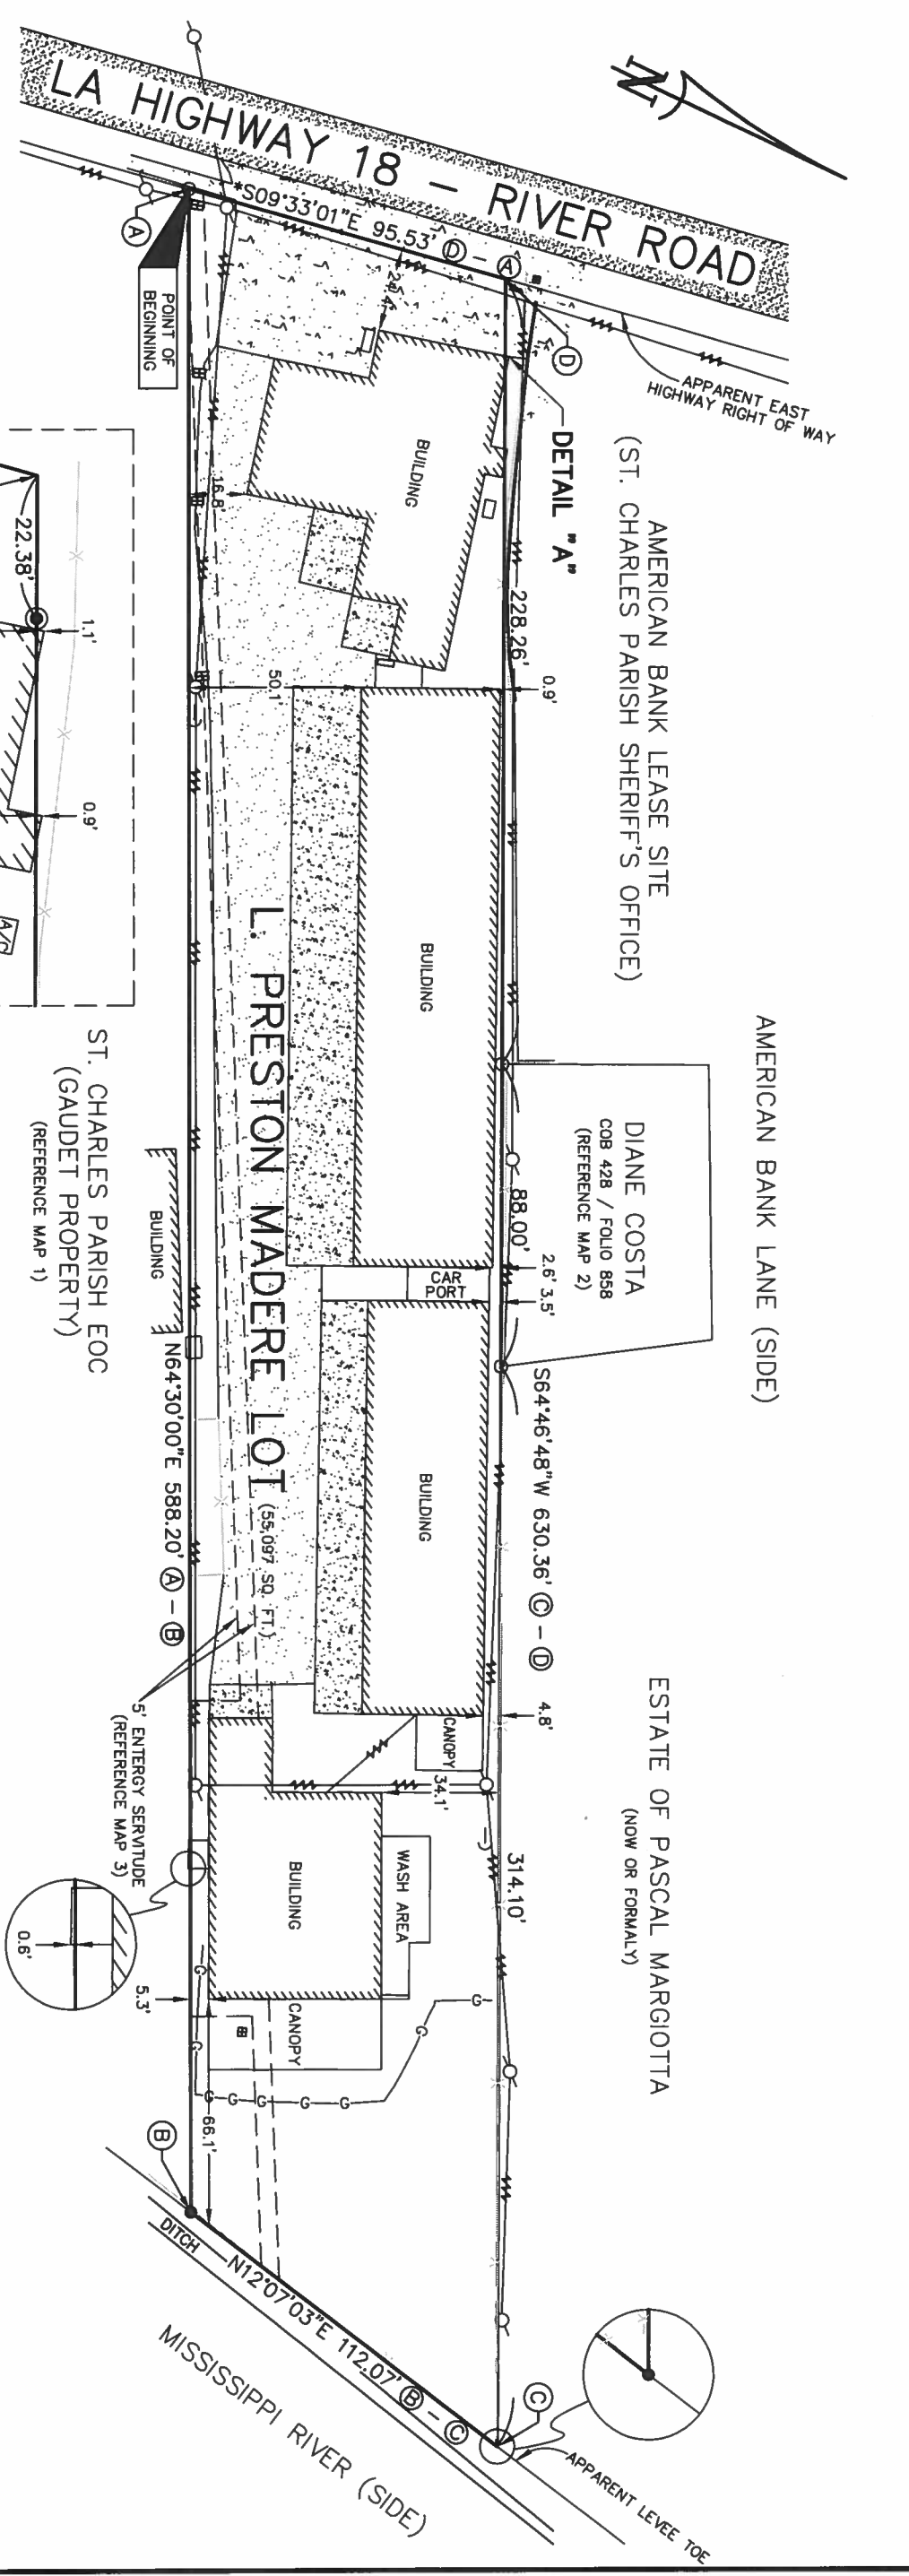 N
LA HIGHWAY 18 - RIVER ROAD
*S09°33'01"E 95.53' D - A
A
POINT OF
BEGINNING
24.4'
D
APPARENT EAST
HIGHWAY RIGHT OF WAY
DETAIL "A"
AMERICAN BANK LEASE SITE
(ST. CHARLES PARISH SHERIFF'S OFFICE)
AMERICAN BANK LANE (SIDE)
BUILDING
16.8'
228.26'
0.9'
50.1'
BUILDING
L. PRESTON MADERE LOT (55,097 SQ. FT.)
DIANE COSTA
COB 428 / FOLIO 858
(REFERENCE MAP 2)
88.00'
2.6' 3.5'
CAR
PORT
S64°46'48"W 630.36' C - D
BUILDING
4.8'
CANOPY
ESTATE OF PASCAL MARGIOTTA
(NOW OR FORMALY)
314.10'
34.1'
WASH AREA
BUILDING
CANOPY
G
G
G
G
G
G
G
G
G
22.38'
1.1'
0.9'
A/C
ST. CHARLES PARISH EOC
(GAUDET PROPERTY)
(REFERENCE MAP 1)
BUILDING
N64°30'00"E 588.20' A - B
5' ENTERGY SERVITUDE
(REFERENCE MAP 3)
0.6'
5.3'
66.1'
B
DITCH
N12°07'03"E 112.07' B - C
C
MISSISSIPPI RIVER (SIDE)
APPARENT LEVEE TOE